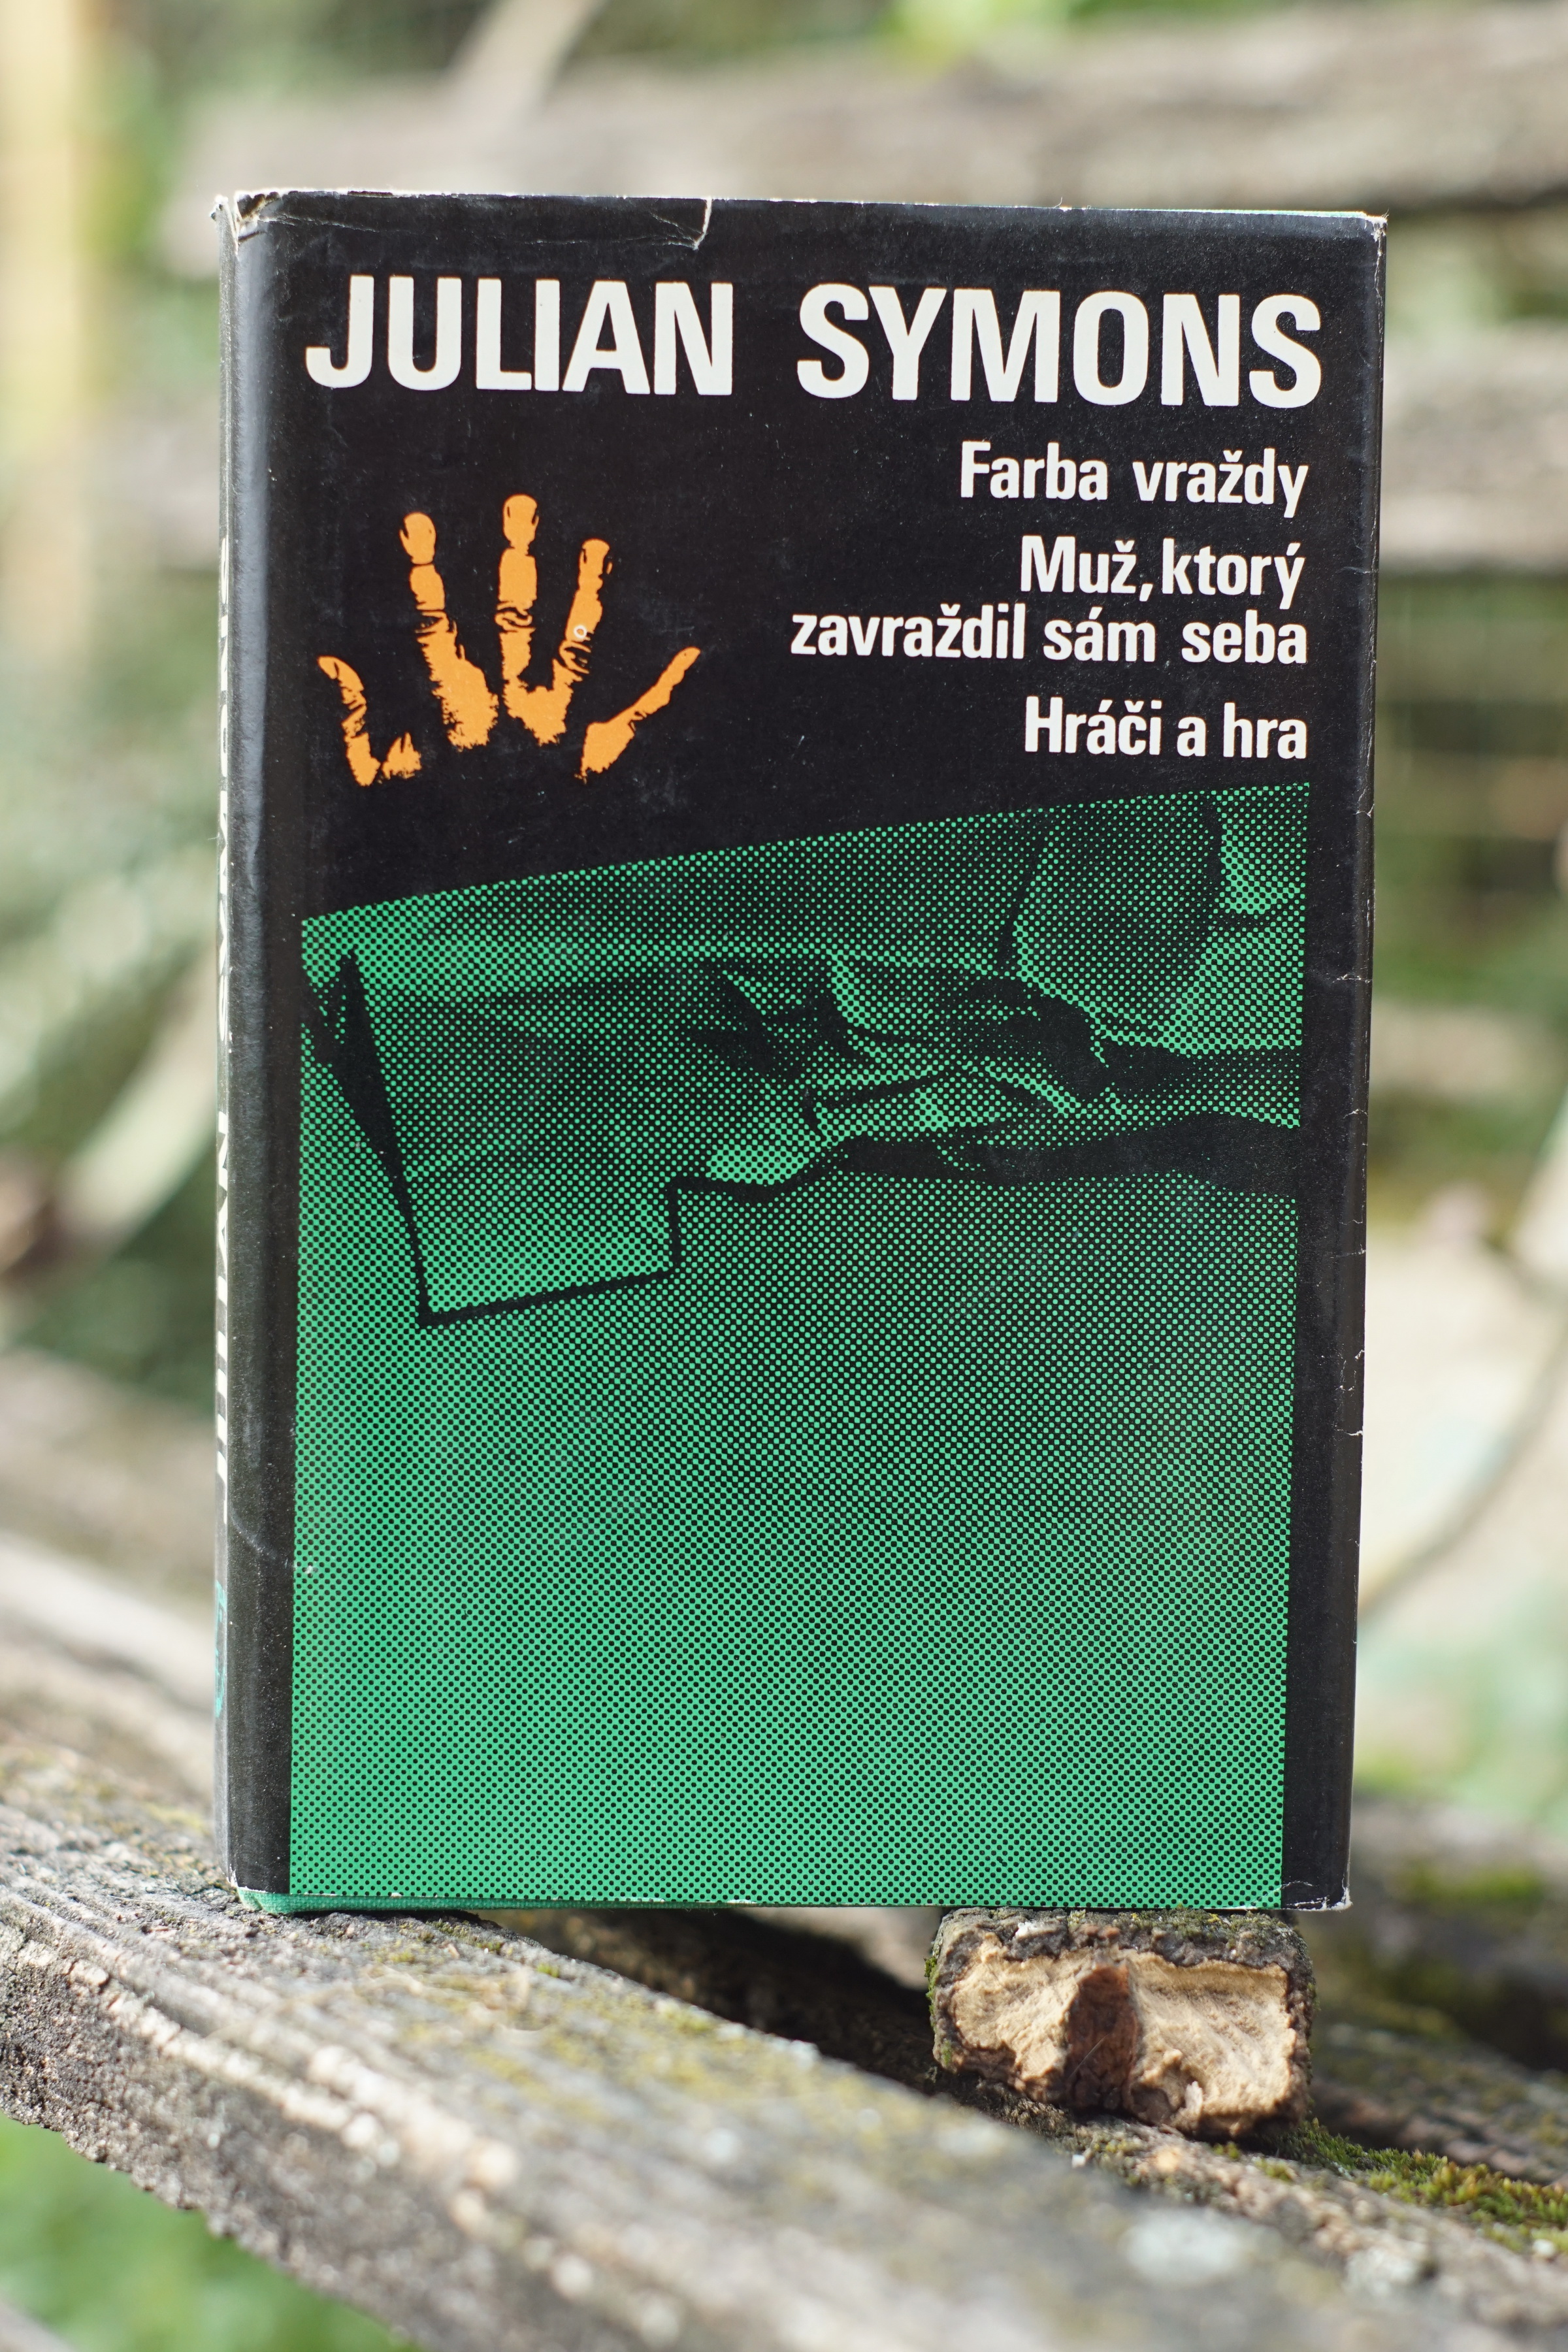 JULIAN SYMONS
Farba vraždy
Muž, ktorý
zavraždil sám seba
Hráči a hra